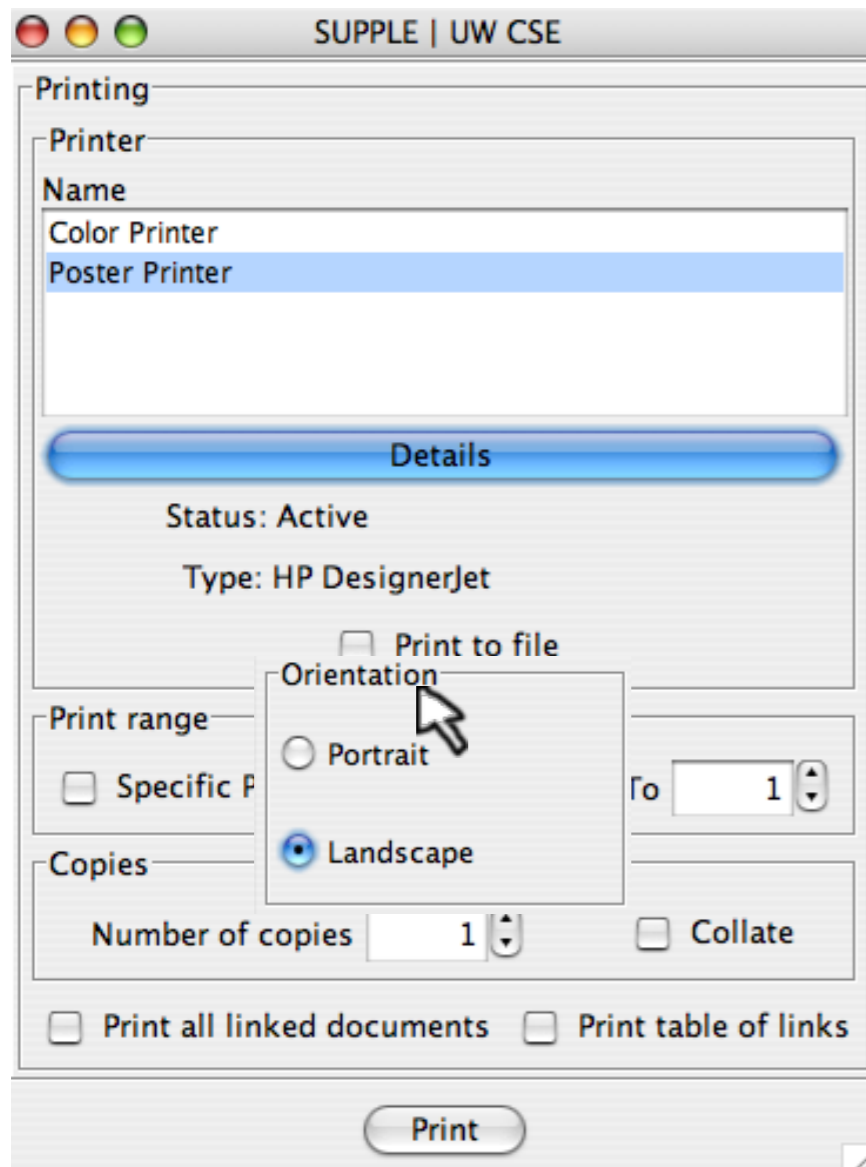 SUPPLE | UW CSE
Printing
Printer
Name
Color Printer
Poster Printer
Details
Status: Active
Type: HP DesignerJet
Print to file
Orientation
Print range
Portrait
Specific P To 1
Landscape
Copies
Number of copies 1 Collate
Print all linked documents Print table of links
Print